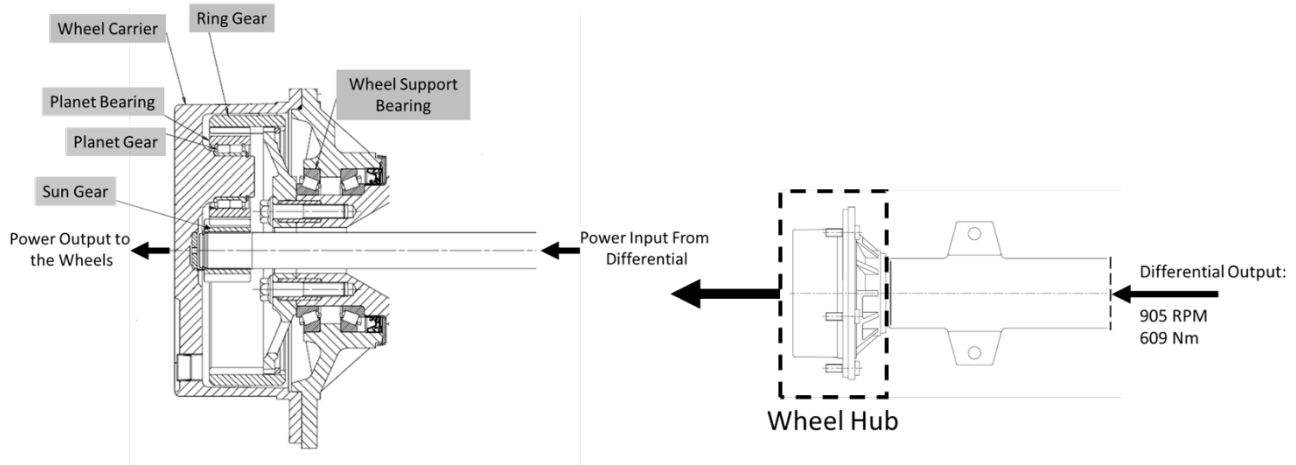 Ring Gear
Wheel Carrier
Wheel Support
Bearing
Planet Bearing
Planet Gear
Sun Gear
Power Output to
the Wheels
Power Input From
Differential
Differential Output:
905 RPM
609 Nm
Wheel Hub